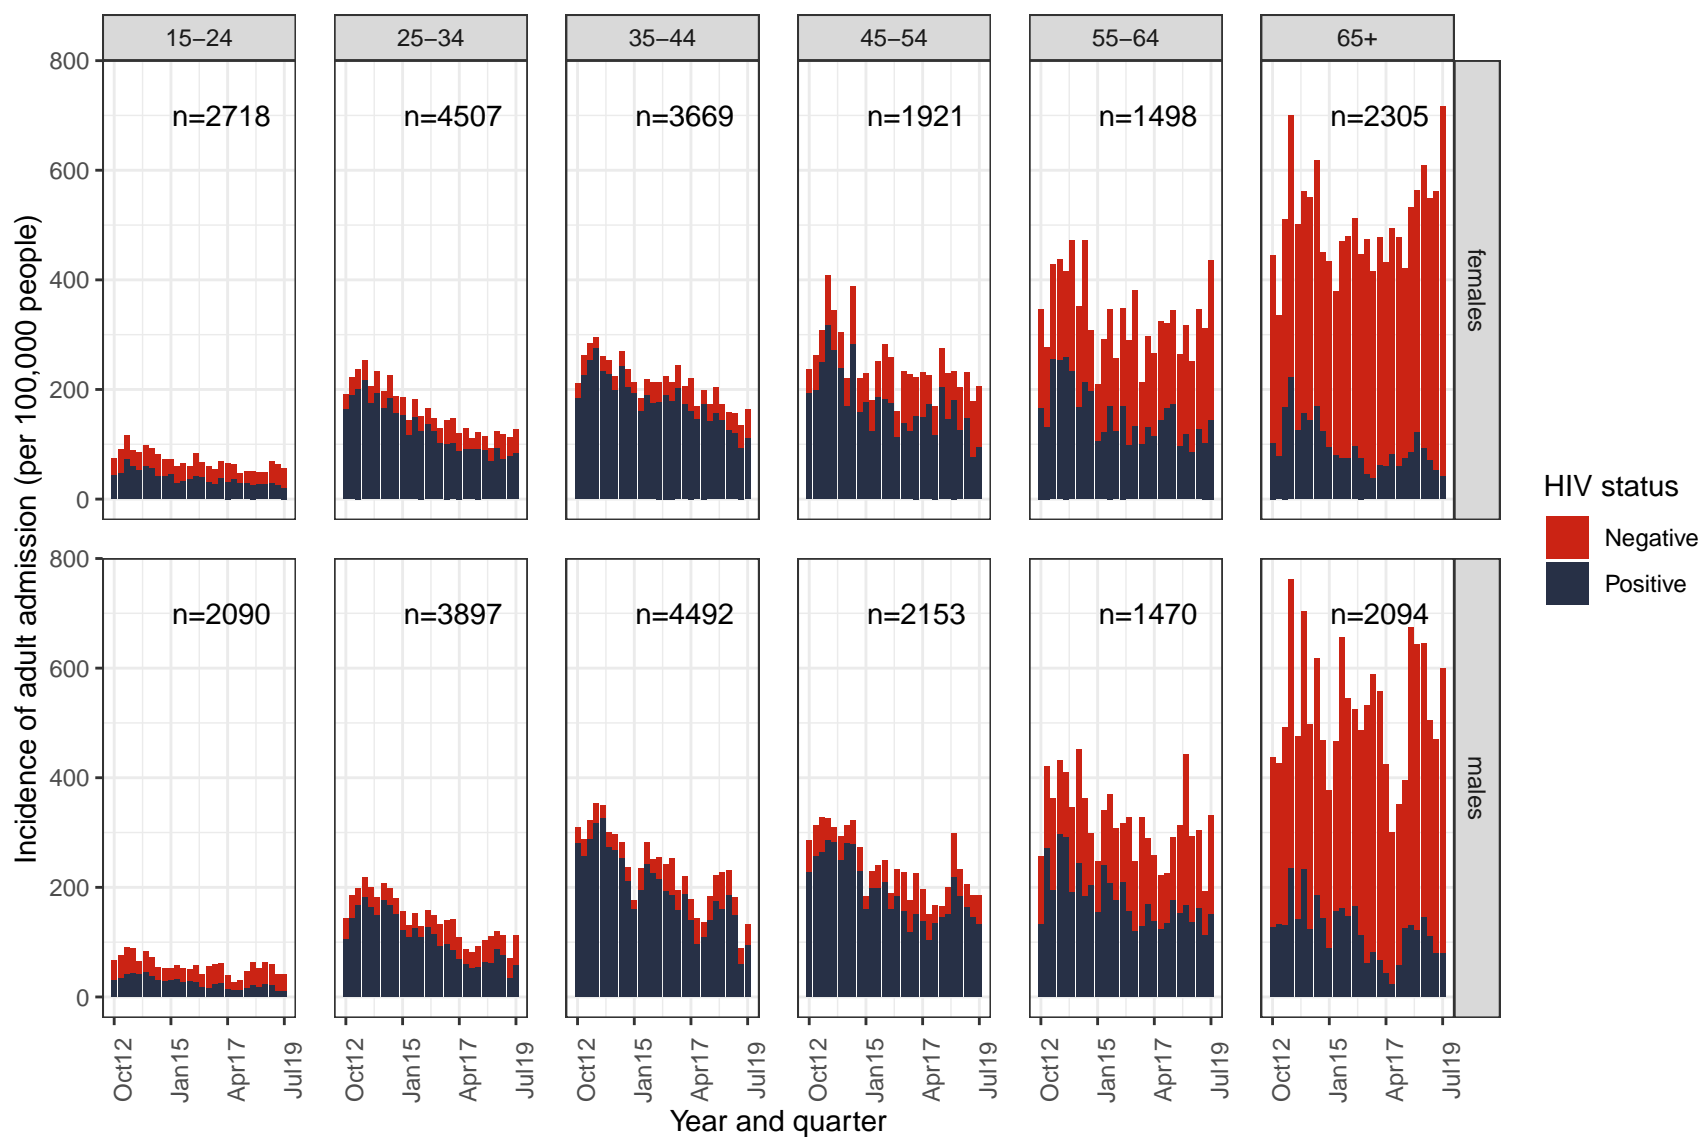 15−24 25−34 35−44 45−54 55−64 65+
800
600
400
200
0
n=2718 n=4507 n=3669 n=1921 n=1498 n=2305
females
800
600
400
200
0
n=2090 n=3897 n=4492 n=2153 n=1470 n=2094
males
Incidence of adult admission (per 100,000 people)
Oct12 Jan15 Apr17 Jul19 Oct12 Jan15 Apr17 Jul19 Oct12 Jan15 Apr17 Jul19 Oct12 Jan15 Apr17 Jul19 Oct12 Jan15 Apr17 Jul19 Oct12 Jan15 Apr17 Jul19
Year and quarter
HIV status
Negative
Positive